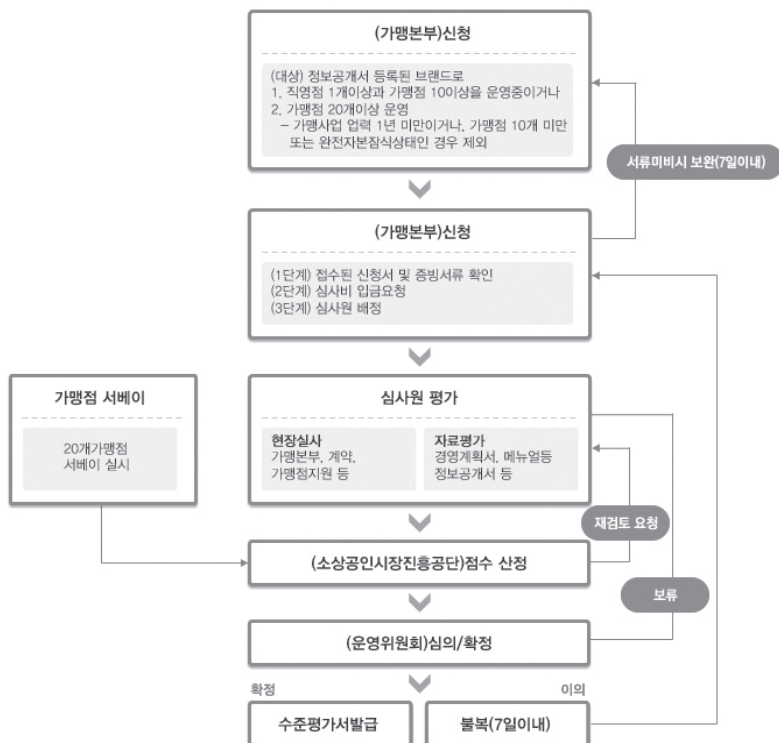 (가맹본부)신청
(대상) 정보공개서 등록된 브랜드로
1. 직영점 1개이상과 가맹점 10이상을 운영중이거나
2. 가맹점 20개이상 운영
– 가맹사업 업력 1년 미만이거나, 가맹점 10개 미만
또는 완전자본잠식상태인 경우 제외
서류미비시 보완(7일이내)
(가맹본부)신청
(1단계) 접수된 신청서 및 증빙서류 확인
(2단계) 심사비 입금요청
(3단계) 심사원 배정
가맹점 서베이
20개가맹점
서베이 실시
심사원 평가
현장실사
가맹본부, 계약,
가맹점지원 등
자료평가
경영계획서, 메뉴얼등
정보공개서 등
재검토 요청
(소상공인시장진흥공단)점수 산정
보류
(운영위원회)심의/확정
확정
이의
수준평가서발급
불복(7일이내)